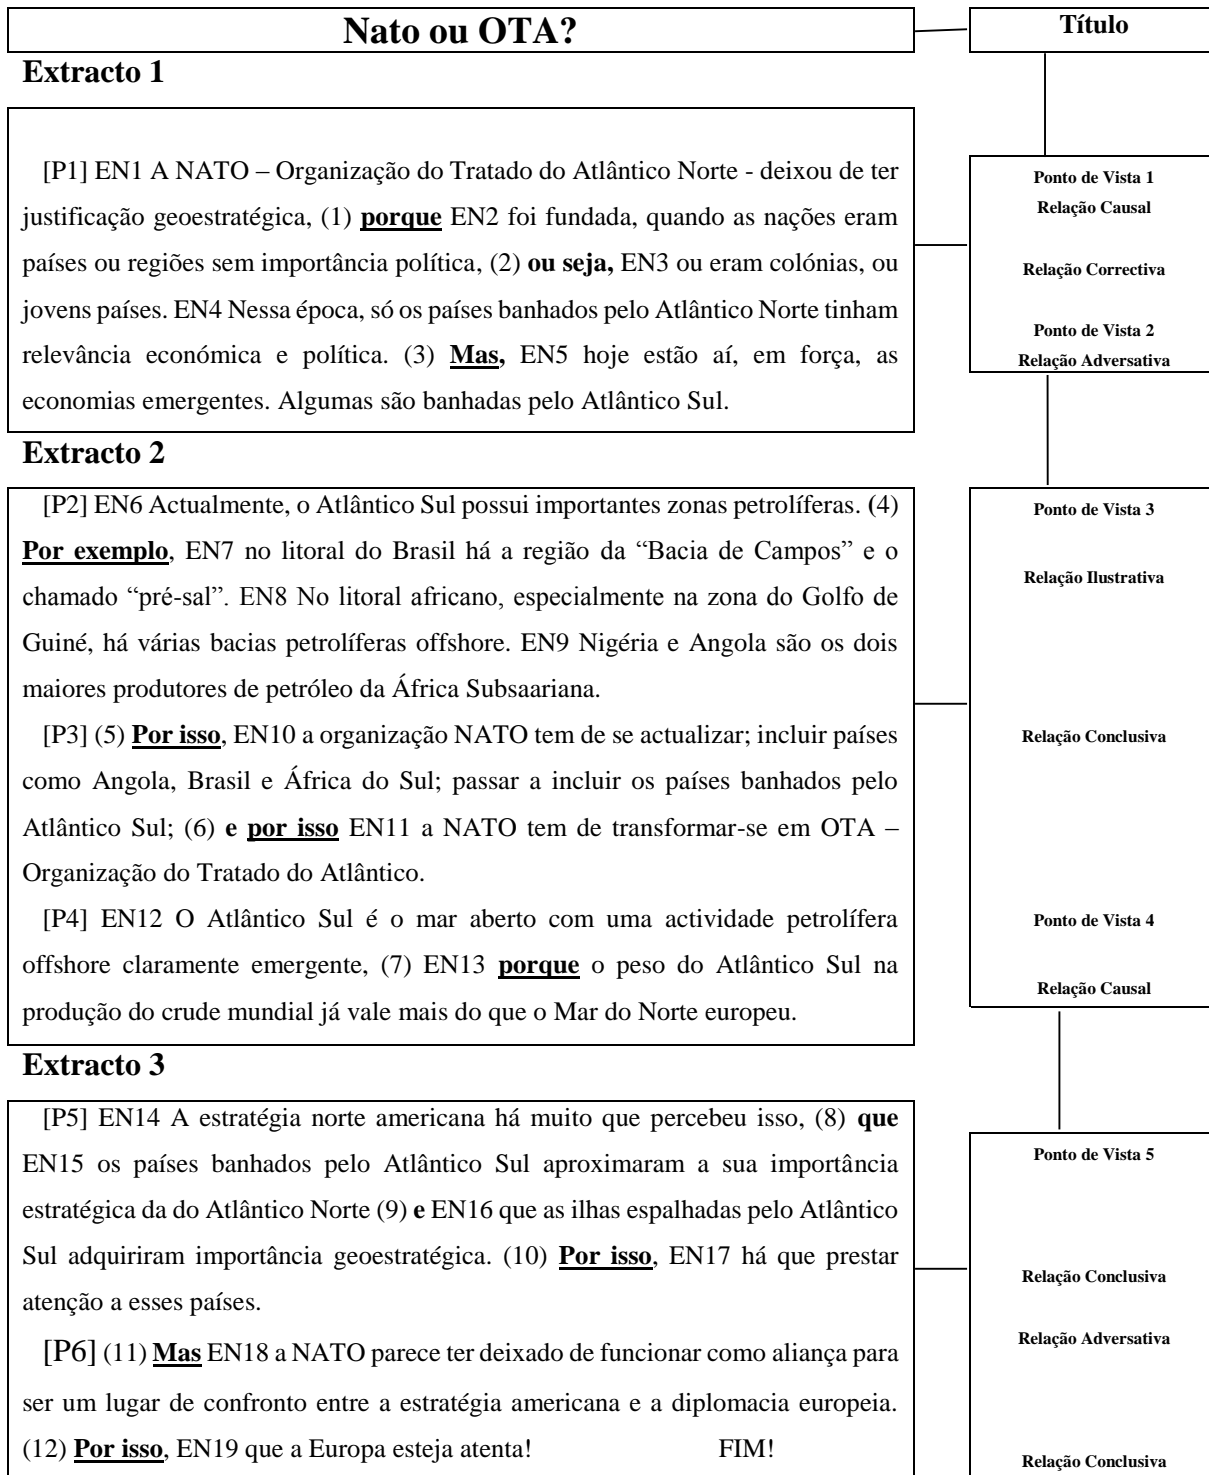 Nato ou OTA?
Título
Extracto 1
[P1] EN1 A NATO – Organização do Tratado do Atlântico Norte - deixou de ter
justificação geoestratégica, (1) porque EN2 foi fundada, quando as nações eram
países ou regiões sem importância política, (2) ou seja, EN3 ou eram colónias, ou
jovens países. EN4 Nessa época, só os países banhados pelo Atlântico Norte tinham
relevância económica e política. (3) Mas, EN5 hoje estão aí, em força, as
economias emergentes. Algumas são banhadas pelo Atlântico Sul.
Ponto de Vista 1
Relação Causal
Relação Correctiva
Ponto de Vista 2
Relação Adversativa
Extracto 2
[P2] EN6 Actualmente, o Atlântico Sul possui importantes zonas petrolíferas. (4)
Por exemplo, EN7 no litoral do Brasil há a região da “Bacia de Campos” e o
chamado “pré-sal”. EN8 No litoral africano, especialmente na zona do Golfo de
Guiné, há várias bacias petrolíferas offshore. EN9 Nigéria e Angola são os dois
maiores produtores de petróleo da África Subsaariana.
[P3] (5) Por isso, EN10 a organização NATO tem de se actualizar; incluir países
como Angola, Brasil e África do Sul; passar a incluir os países banhados pelo
Atlântico Sul; (6) e por isso EN11 a NATO tem de transformar-se em OTA –
Organização do Tratado do Atlântico.
[P4] EN12 O Atlântico Sul é o mar aberto com uma actividade petrolífera
offshore claramente emergente, (7) EN13 porque o peso do Atlântico Sul na
produção do crude mundial já vale mais do que o Mar do Norte europeu.
Ponto de Vista 3
Relação Ilustrativa
Relação Conclusiva
Ponto de Vista 4
Relação Causal
Extracto 3
[P5] EN14 A estratégia norte americana há muito que percebeu isso, (8) que
EN15 os países banhados pelo Atlântico Sul aproximaram a sua importância
estratégica da do Atlântico Norte (9) e EN16 que as ilhas espalhadas pelo Atlântico
Sul adquiriram importância geoestratégica. (10) Por isso, EN17 há que prestar
atenção a esses países.
[P6] (11) Mas EN18 a NATO parece ter deixado de funcionar como aliança para
ser um lugar de confronto entre a estratégia americana e a diplomacia europeia.
(12) Por isso, EN19 que a Europa esteja atenta! FIM!
Ponto de Vista 5
Relação Conclusiva
Relação Adversativa
Relação Conclusiva